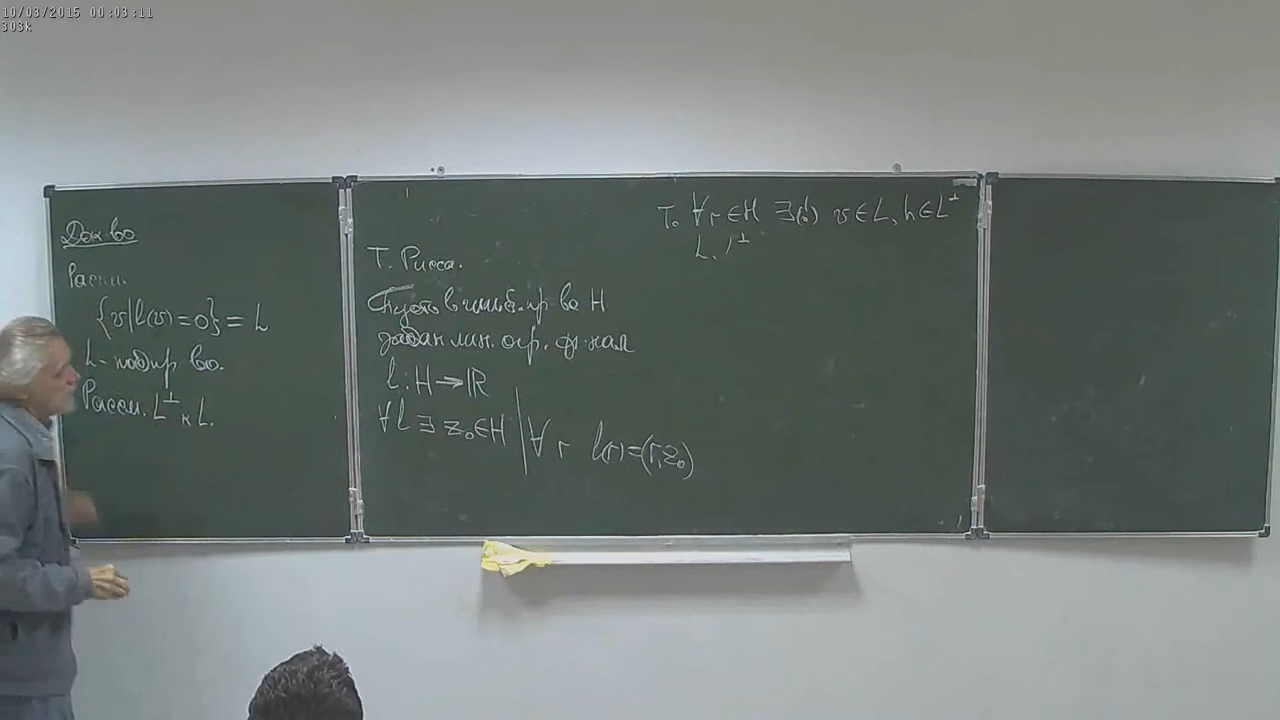 10/03/2015 00:03:11
303k
Док во
Рассм.
{v|l(v)=0}=L
L-подпр во.
Рассм. L⊥ к L.
Т. Рисса.
Пусть в гильб. пр ве H
задан лин. огр. ф-нал
l:H→ℝ
∀l ∃ z₀∈H | ∀ r l(r)=(r,z₀)
Т. ∀ r∈H ∃ v∈L, h∈L⊥
L, L⊥